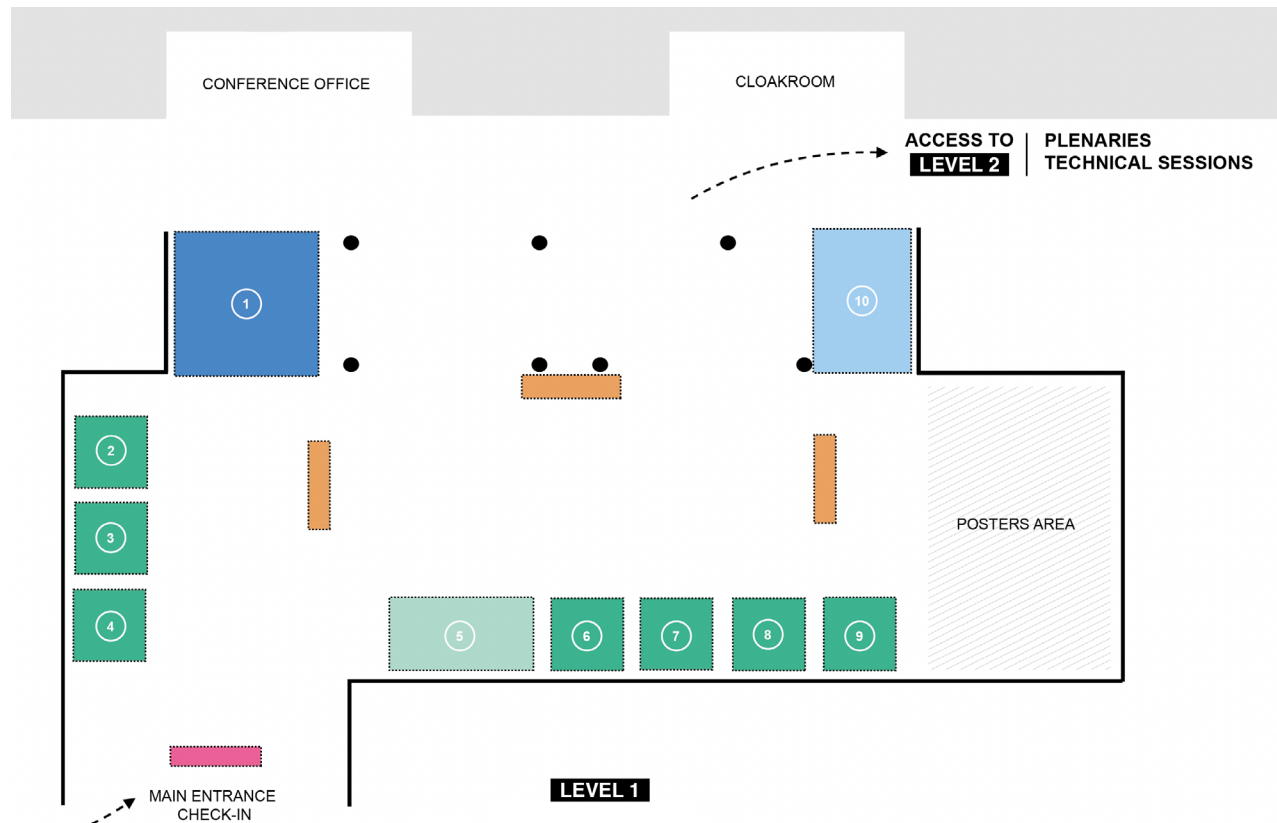 CONFERENCE OFFICE
CLOAKROOM
ACCESS TO
LEVEL 2
PLENARIES
TECHNICAL SESSIONS
1
10
2
3
4
POSTERS AREA
5
6
7
8
9
LEVEL 1
MAIN ENTRANCE
CHECK-IN